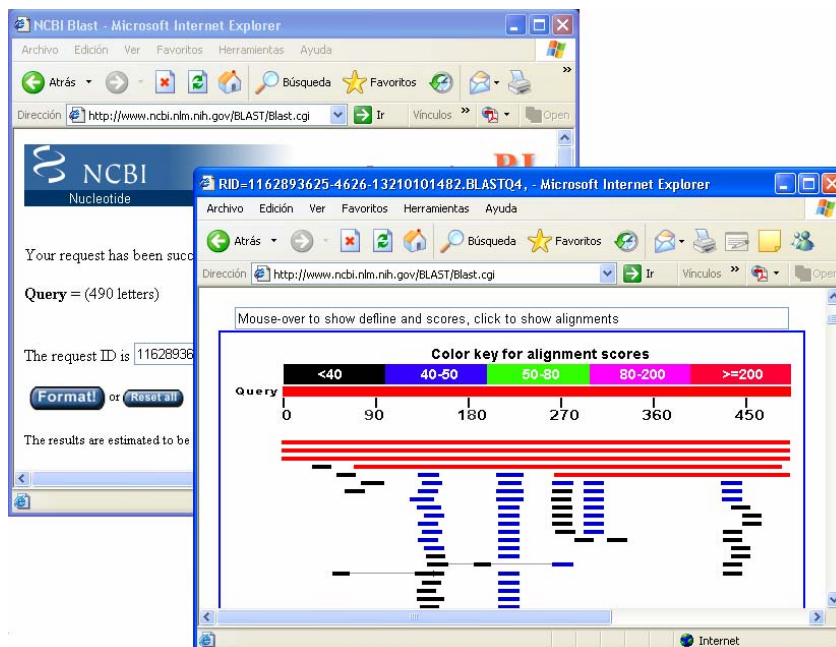 NCBI Blast - Microsoft Internet Explorer
Archivo Edición Ver Favoritos Herramientas Ayuda
Atrás Búsqueda Favoritos
Dirección http://www.ncbi.nlm.nih.gov/BLAST/Blast.cgi Ir Vínculos Open
NCBI
Nucleotide
Your request has been succ
Query = (490 letters)
The request ID is 11628936
Format! or Reset all
The results are estimated to be
RID=1162893625-4626-13210101482.BLASTQ4, - Microsoft Internet Explorer
Archivo Edición Ver Favoritos Herramientas Ayuda
Atrás Búsqueda Favoritos
Dirección http://www.ncbi.nlm.nih.gov/BLAST/Blast.cgi Ir Vínculos Open
Mouse-over to show defline and scores, click to show alignments
Color key for alignment scores
<40 40-50 50-80 80-200 >=200
Query
0 90 180 270 360 450
Internet